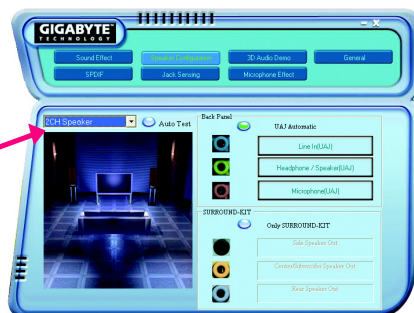 GIGABYTE
TECHNOLOGY
- X
Sound Effect
Speaker Configuration
3D Audio Demo
General
SPDIF
Jack Sensing
Microphone Effect
2CH Speaker
Auto Test
Back Panel
UAJ Automatic
Line In(UAJ)
Headphone / Speaker(UAJ)
Microphone(UAJ)
SURROUND-KIT
Only SURROUND-KIT
Side Speaker Out
Center/Subwoofer Speaker Out
Rear Speaker Out